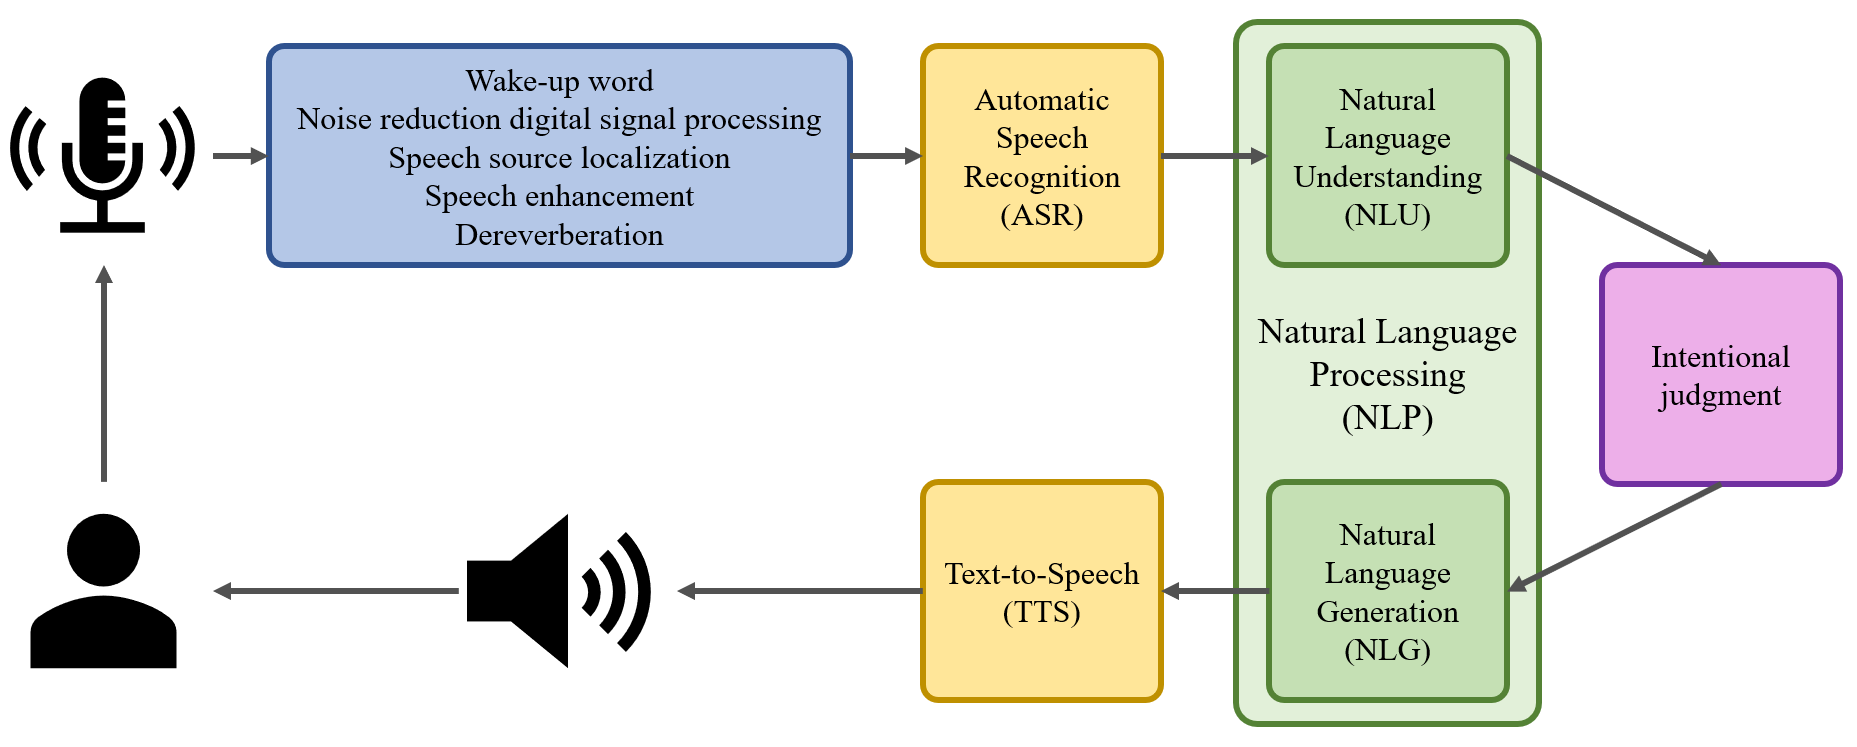 Wake-up word
Noise reduction digital signal processing
Speech source localization
Speech enhancement
Dereverberation
Automatic
Speech
Recognition
(ASR)
Natural
Language
Understanding
(NLU)
Natural Language
Processing
(NLP)
Intentional
judgment
Natural
Language
Generation
(NLG)
Text-to-Speech
(TTS)